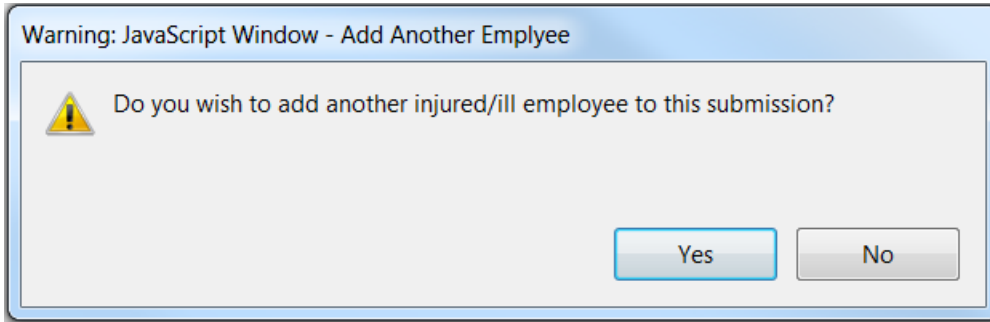 Warning: JavaScript Window - Add Another Emplyee
Do you wish to add another injured/ill employee to this submission?
Yes
No